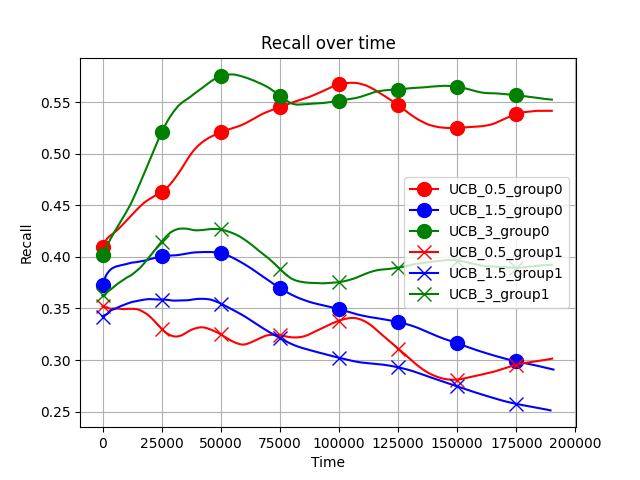 Recall over time
0.55
0.50
0.45
0.40
0.35
0.30
0.25
Recall
UCB_0.5_group0
UCB_1.5_group0
UCB_3_group0
UCB_0.5_group1
UCB_1.5_group1
UCB_3_group1
0 25000 50000 75000 100000 125000 150000 175000 200000
Time